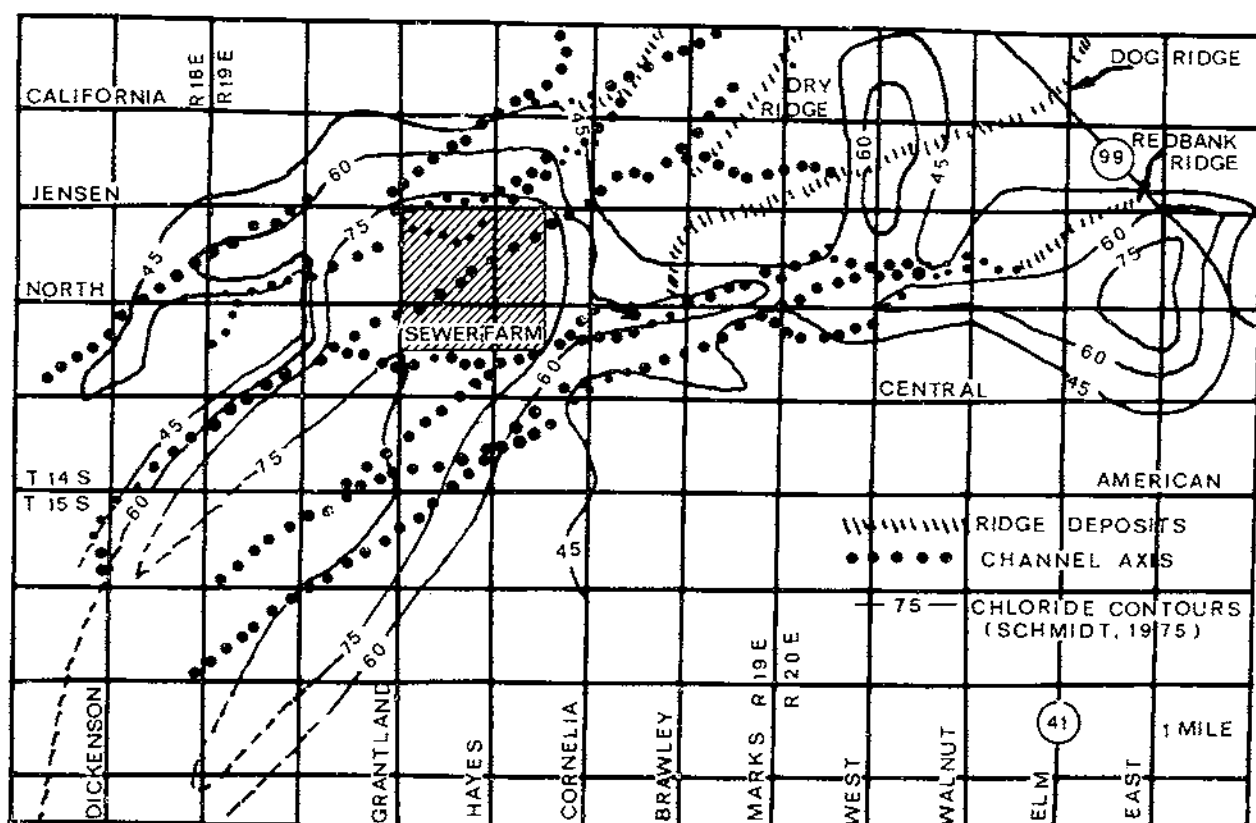 DOG RIDGE
DRY
RIDGE
CALIFORNIA
R18E
R19E
45
60
45
REDBANK
RIDGE
99
JENSEN
60
75
45
60
75
NORTH
SEWER FARM
60
60
45
CENTRAL
45
75
T 14 S
T 15 S
60
AMERICAN
RIDGE DEPOSITS
CHANNEL AXIS
45
75 CHLORIDE CONTOURS
(SCHMIDT, 1975)
75
60
R 19 E
R 20 E
41
1 MILE
DICKENSON
GRANTLAND
HAYES
CORNELIA
BRAWLEY
MARKS
WEST
WALNUT
ELM
EAST